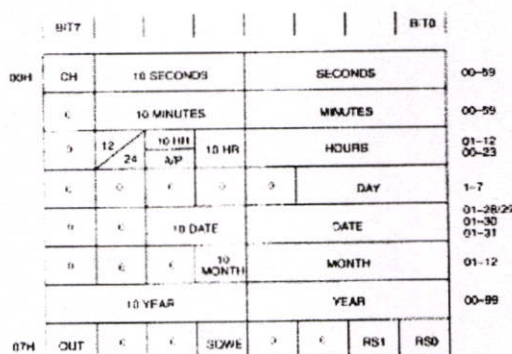 BIT7 BIT0
00H CH 10 SECONDS SECONDS 00-59
0 10 MINUTES MINUTES 00-59
0 12 24 10 HR A/P 10 HR HOURS 01-12 00-23
0 0 0 0 0 DAY 1-7
0 0 10 DATE DATE 01-28/29 01-30 01-31
0 0 0 10 MONTH MONTH 01-12
10 YEAR YEAR 00-99
07H OUT 0 0 SQWE 0 0 RS1 RS0